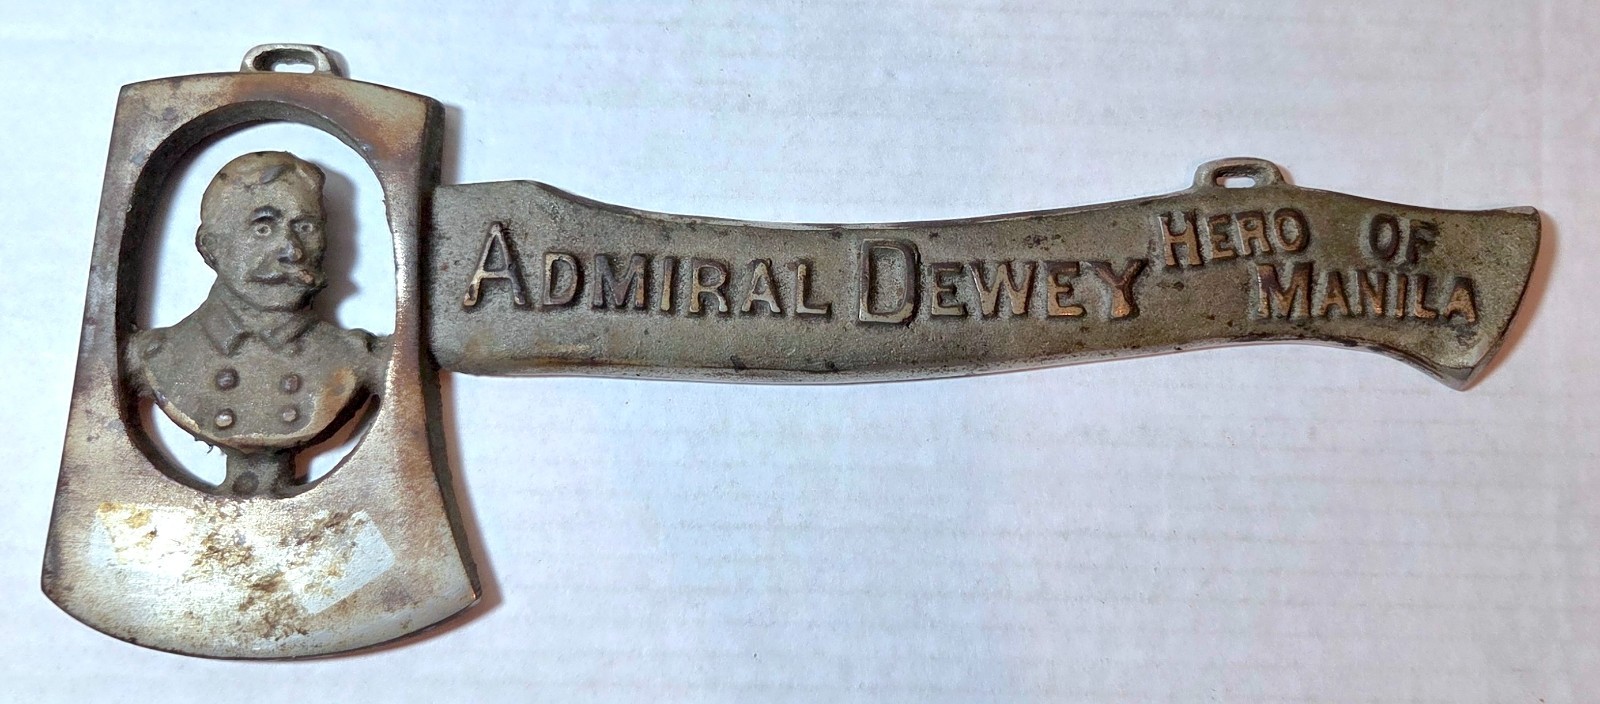 ADMIRAL DEWEY
HERO OF
MANILA